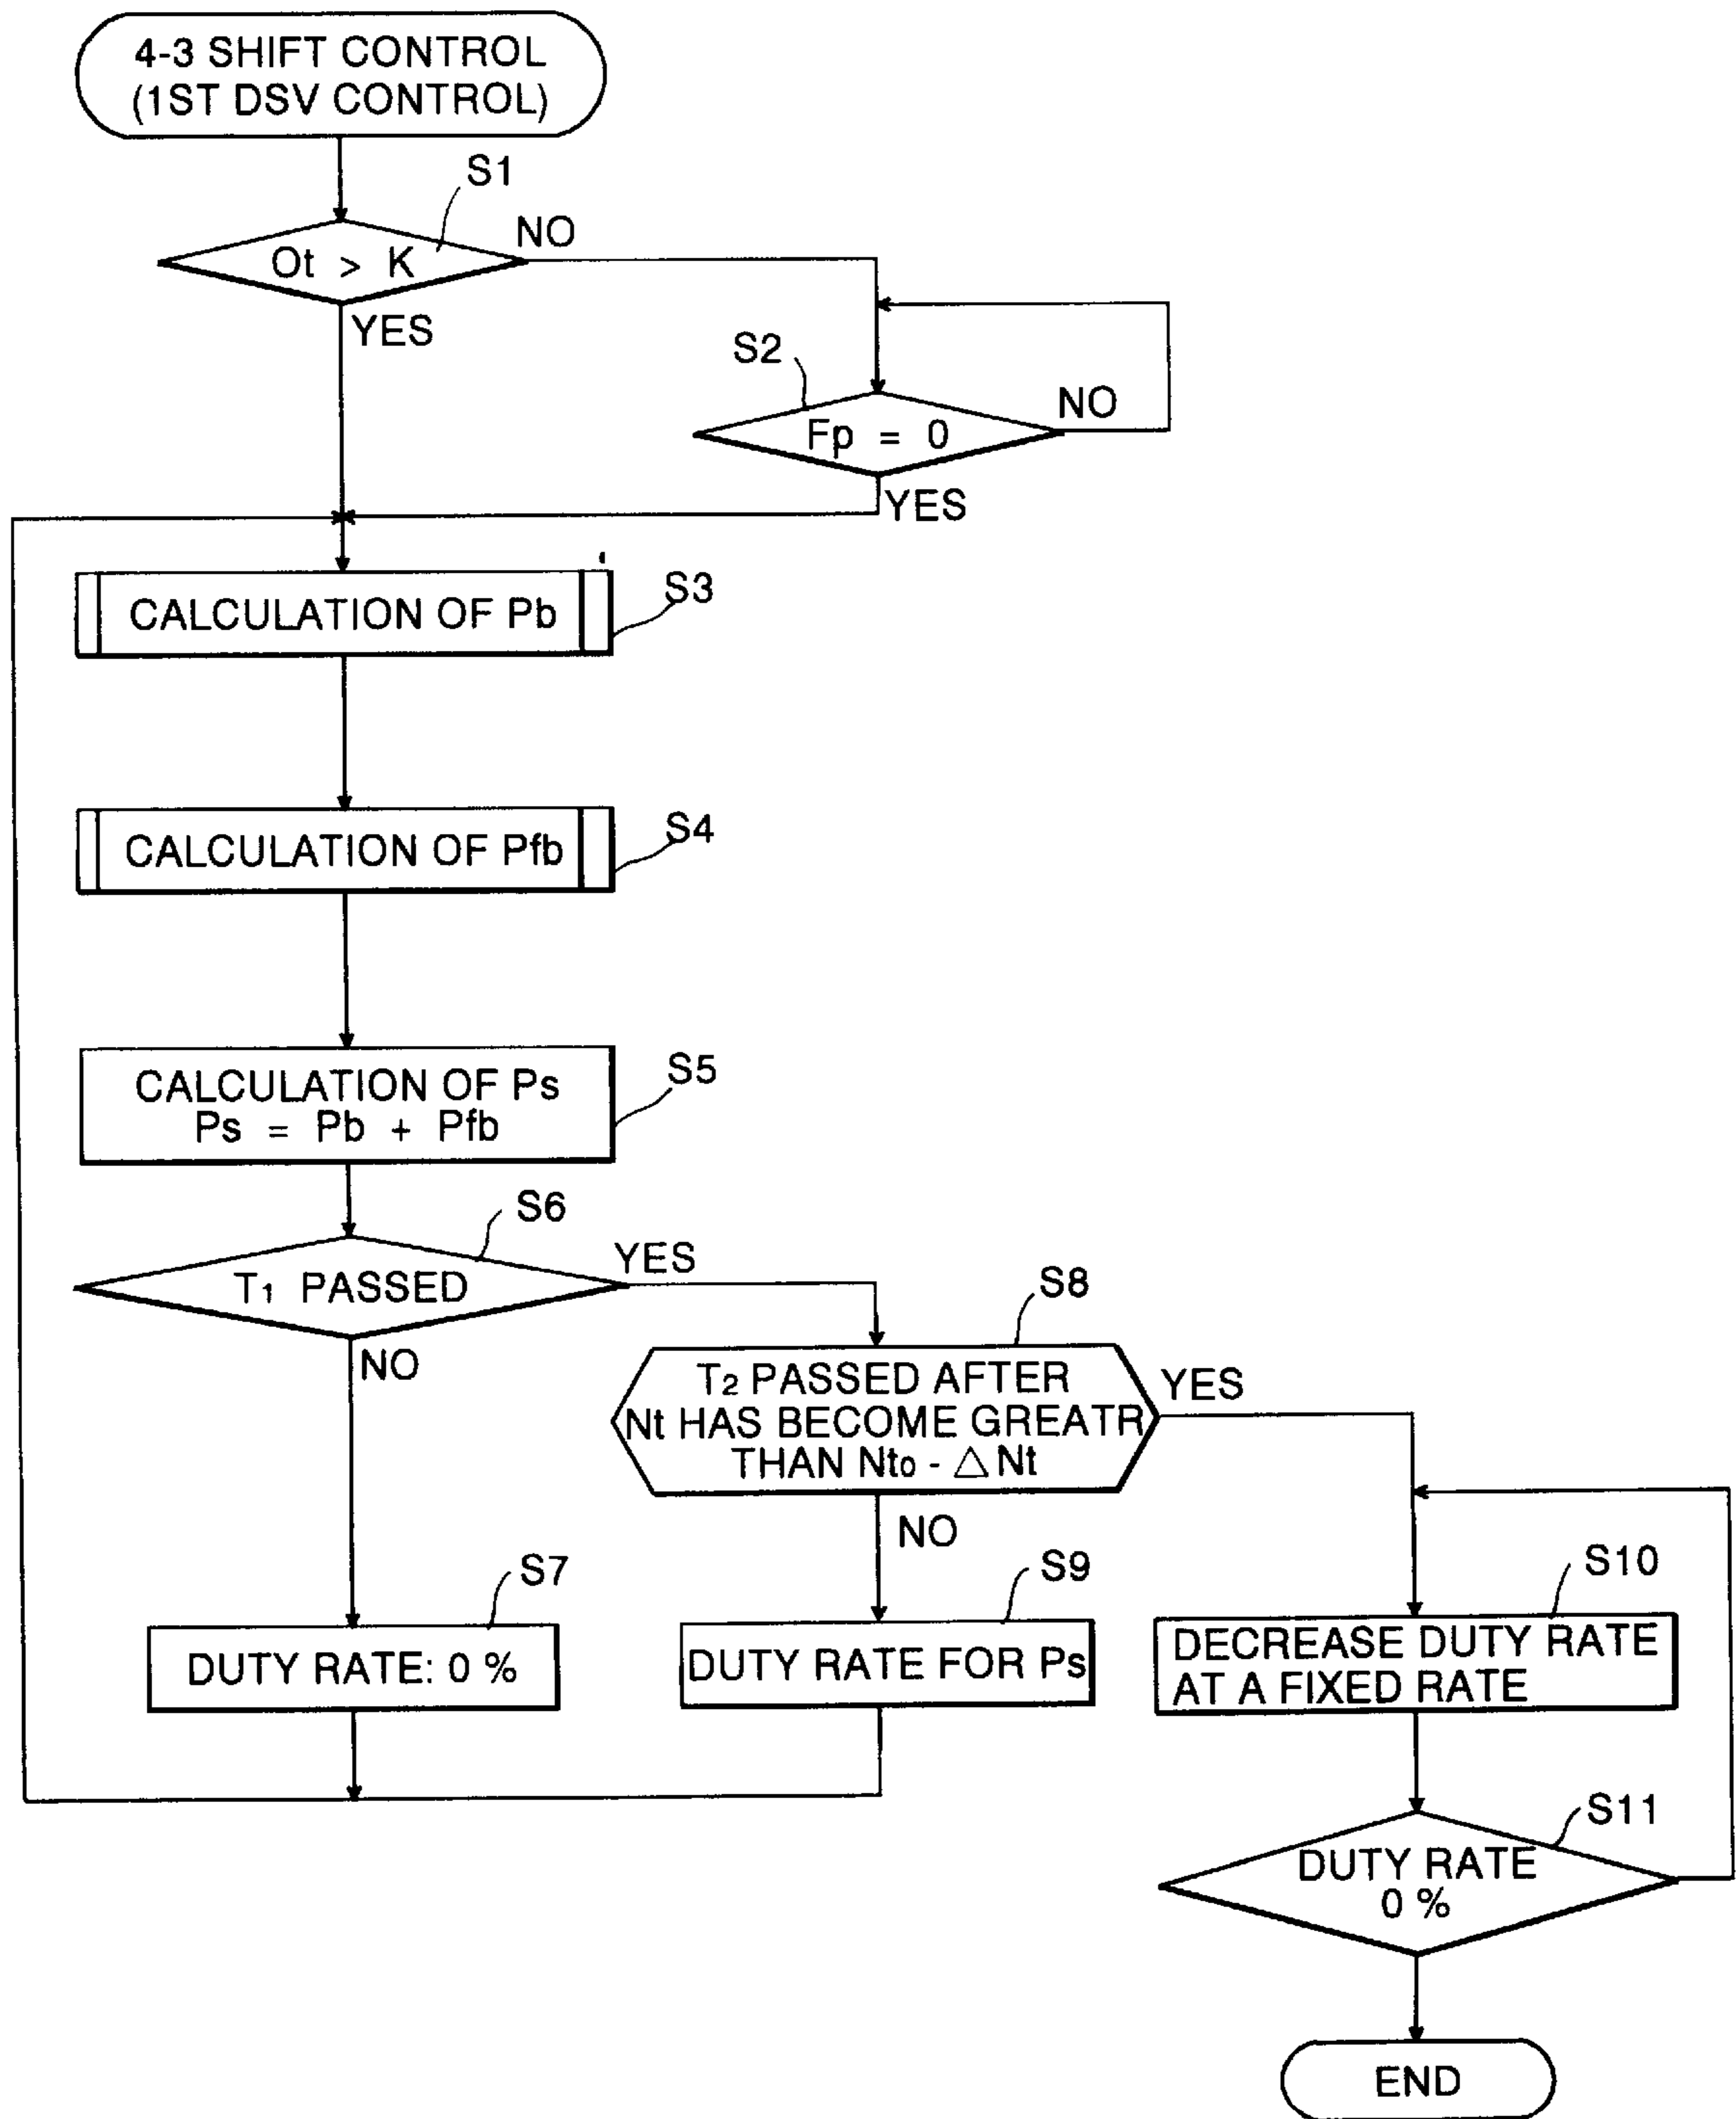 4-3 SHIFT CONTROL
(1ST DSV CONTROL)
S1
Ot > K
NO
YES
S2
Fp = 0
NO
YES
CALCULATION OF Pb
S3
CALCULATION OF Pfb
S4
CALCULATION OF Ps
Ps = Pb + Pfb
S5
S6
T1 PASSED
YES
NO
S8
T2 PASSED AFTER
Nt HAS BECOME GREATR
THAN Nto - △Nt
YES
NO
S7
DUTY RATE: 0 %
S9
DUTY RATE FOR Ps
S10
DECREASE DUTY RATE
AT A FIXED RATE
S11
DUTY RATE
0 %
END